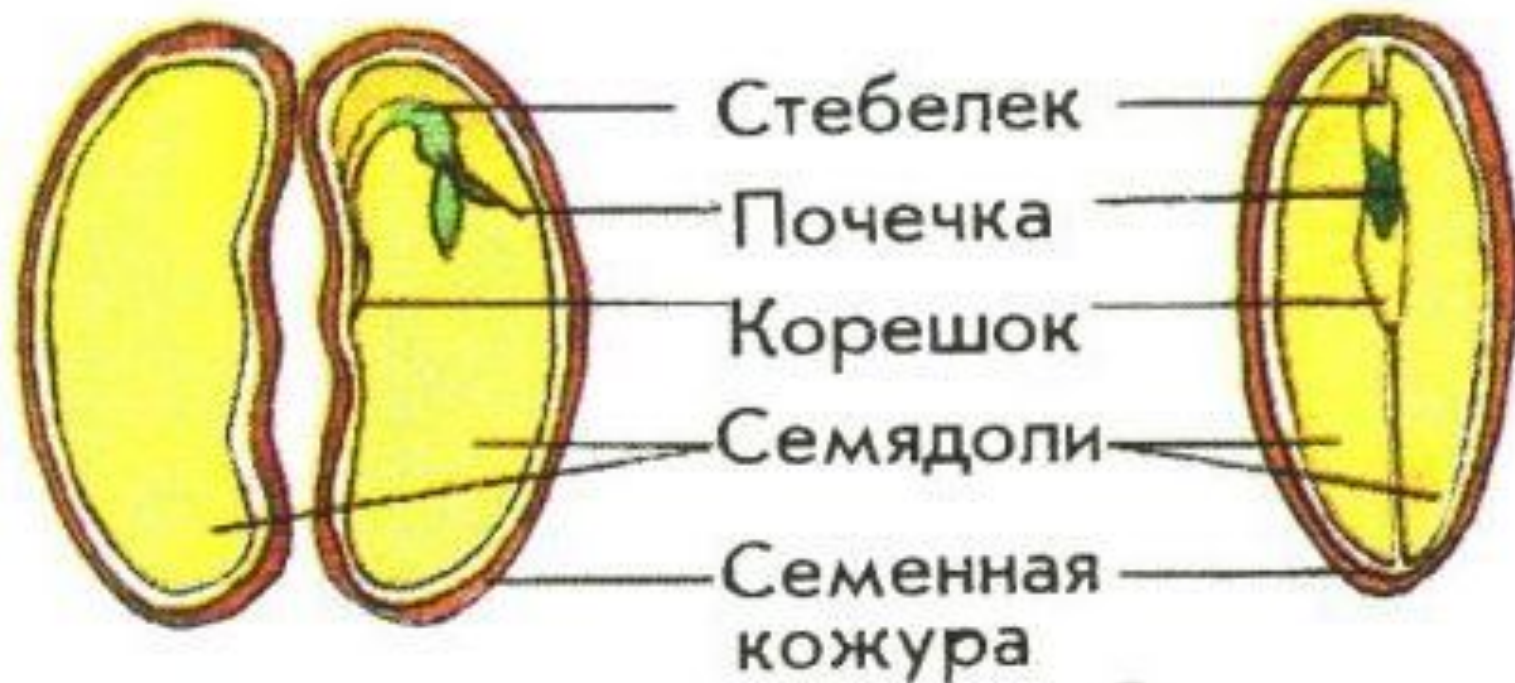 Стебелек
Почечка
Корешок
Семядоли
Семенная
кожура